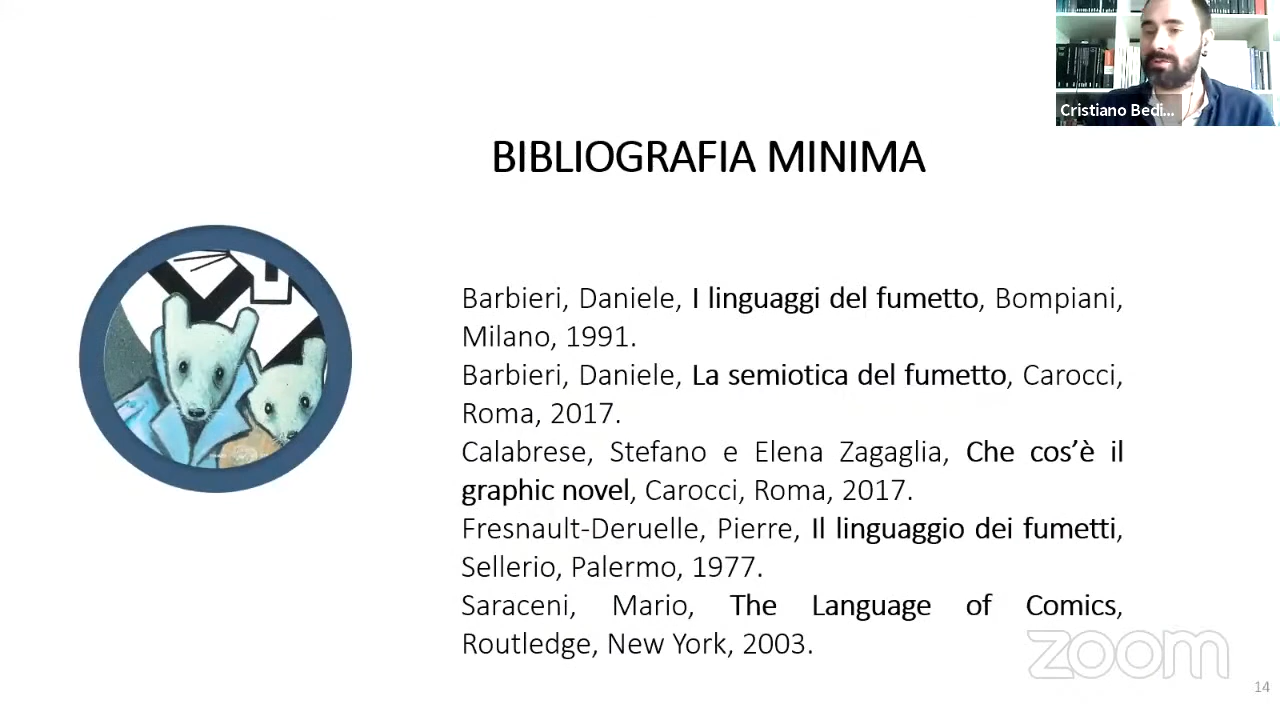 Cristiano Bedi...
BIBLIOGRAFIA MINIMA
Barbieri, Daniele, I linguaggi del fumetto, Bompiani,
Milano, 1991.
Barbieri, Daniele, La semiotica del fumetto, Carocci,
Roma, 2017.
Calabrese, Stefano e Elena Zagaglia, Che cos’è il
graphic novel, Carocci, Roma, 2017.
Fresnault-Deruelle, Pierre, Il linguaggio dei fumetti,
Sellerio, Palermo, 1977.
Saraceni, Mario, The Language of Comics,
Routledge, New York, 2003.
zoom
14